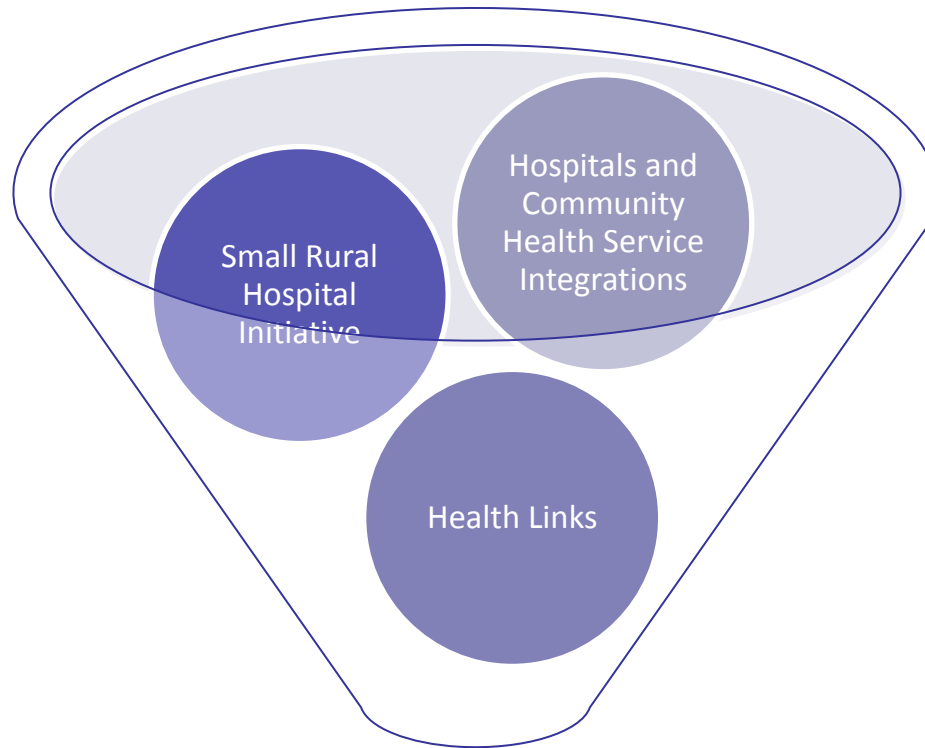 Small Rural
Hospital
Initiative
Hospitals and
Community
Health Service
Integrations
Health Links